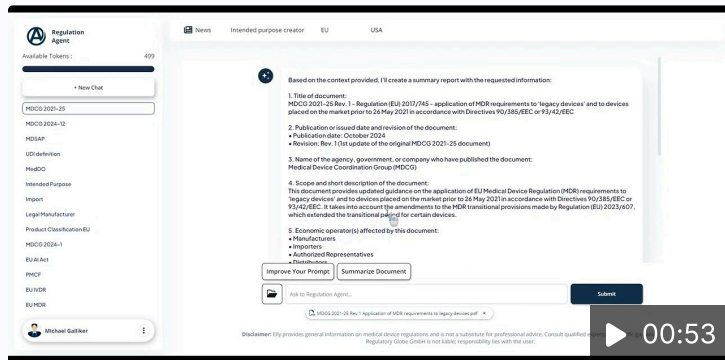 Regulation
Agent
News
Intended purpose creator
EU
USA
Available Tokens :
499
+ New Chat
MDCG 2021-25
MDCG 2024-12
MDSAP
UDI definition
MedDO
Intended Purpose
Import
Legal Manufacturer
Product Classification EU
MDCG 2024-1
EU AI Act
PMCF
EU IVDR
EU MDR
Michael Galliker
Based on the context provided, I'll create a summary report with the requested information:
1. Title of document:
MDCG 2021-25 Rev. 1 - Regulation (EU) 2017/745 - application of MDR requirements to 'legacy devices' and to devices
placed on the market prior to 26 May 2021 in accordance with Directives 90/385/EEC or 93/42/EEC
2. Publication or issued date and revision of the document:
• Publication date: October 2024
• Revision: Rev. 1 (1st update of the original MDCG 2021-25 document)
3. Name of the agency, government, or company who have published the document:
Medical Device Coordination Group (MDCG)
4. Scope and short description of the document:
This document provides updated guidance on the application of EU Medical Device Regulation (MDR) requirements to
'legacy devices' and to devices placed on the market prior to 26 May 2021 in accordance with Directives 90/385/EEC or
93/42/EEC. It takes into account the amendments to the MDR transitional provisions made by Regulation (EU) 2023/607,
which extended the transitional period for certain devices.
5. Economic operator(s) affected by this document:
• Manufacturers
• Importers
• Authorized Representatives
• Distributors
Improve Your Prompt
Summarize Document
Ask to Regulation Agent...
Submit
MDCG 2021-25 Rev.1 Application of MDR requirements to legacy devices.pdf ×
Disclaimer: Elly provides general information on medical device regulations and is not a substitute for professional advice. Consult qualified
Regulatory Globe GmbH is not liable; responsibility lies with the user.
00:53